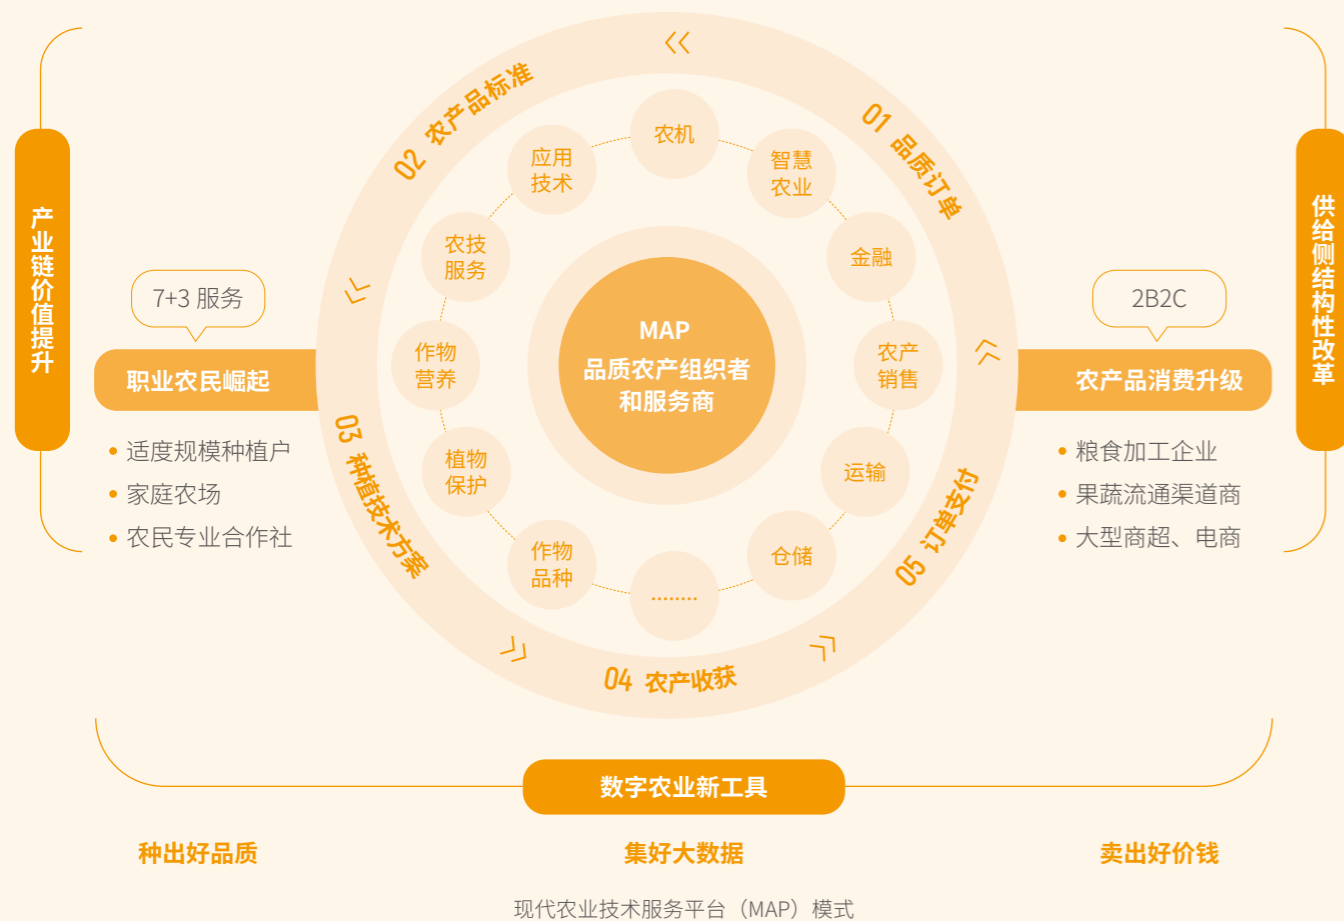 产业链价值提升
7+3 服务
职业农民崛起
适度规模种植户
家庭农场
农民专业合作社
01 品质订单
02 农产品标准
03 种植技术方案
04 农产收获
05 订单支付
农机
智慧
农业
金融
农产
销售
运输
仓储
........
作物
品种
植物
保护
作物
营养
农技
服务
应用
技术
MAP
品质农产组织者
和服务商
供给侧结构性改革
2B2C
农产品消费升级
粮食加工企业
果蔬流通渠道商
大型商超、电商
数字农业新工具
种出好品质
集好大数据
卖出好价钱
现代农业技术服务平台（MAP）模式